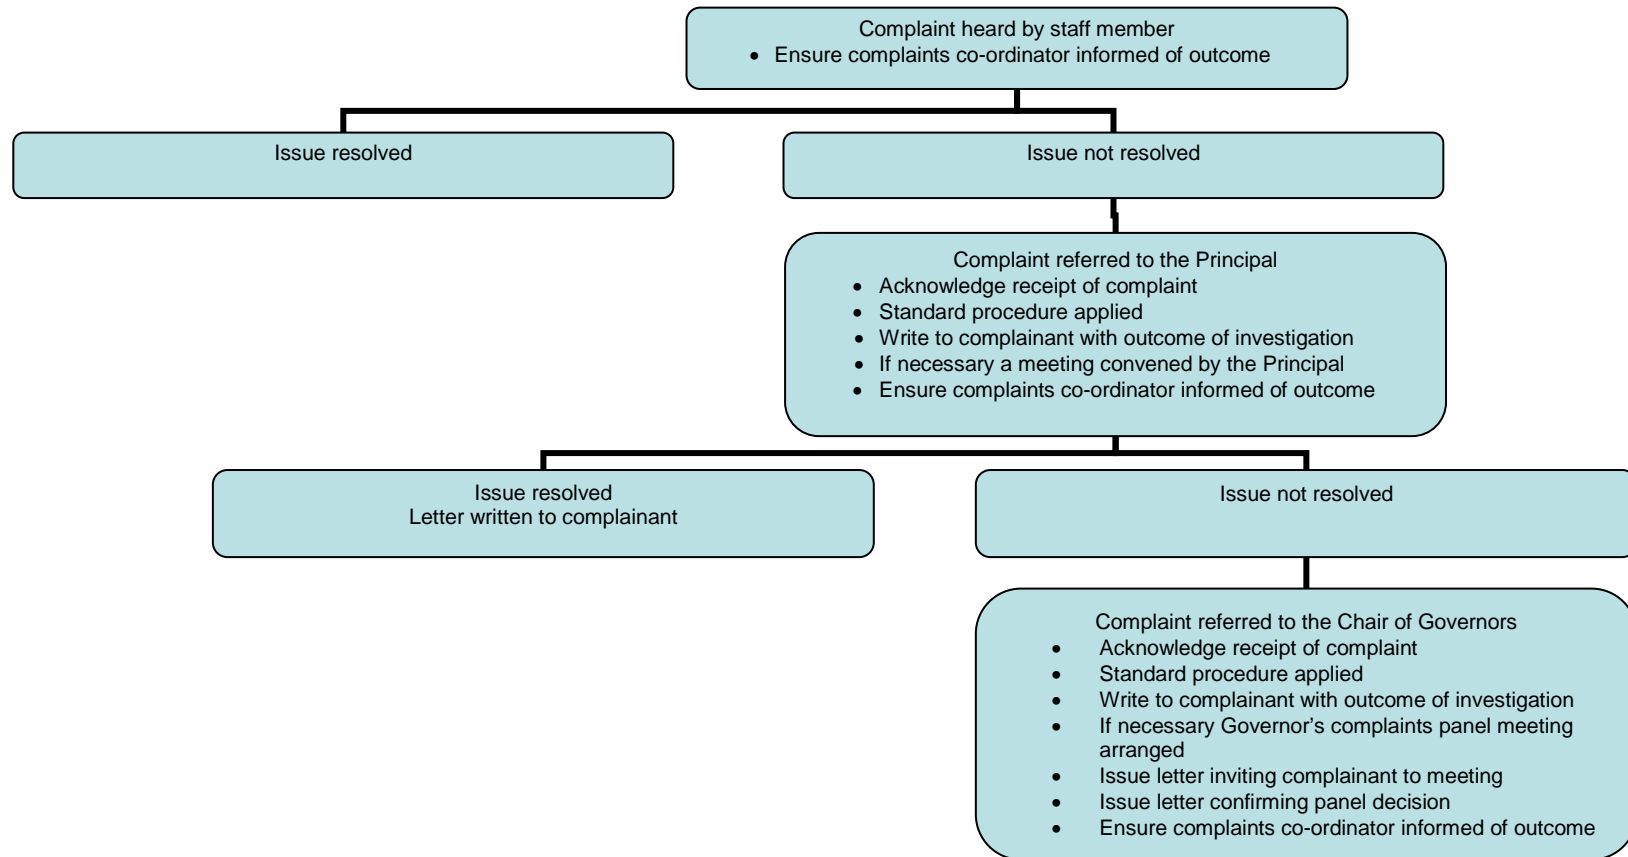 Complaint heard by staff member
• Ensure complaints co-ordinator informed of outcome
Issue resolved
Issue not resolved
Complaint referred to the Principal
• Acknowledge receipt of complaint
• Standard procedure applied
• Write to complainant with outcome of investigation
• If necessary a meeting convened by the Principal
• Ensure complaints co-ordinator informed of outcome
Issue resolved
Letter written to complainant
Issue not resolved
Complaint referred to the Chair of Governors
• Acknowledge receipt of complaint
• Standard procedure applied
• Write to complainant with outcome of investigation
• If necessary Governor’s complaints panel meeting
arranged
• Issue letter inviting complainant to meeting
• Issue letter confirming panel decision
• Ensure complaints co-ordinator informed of outcome